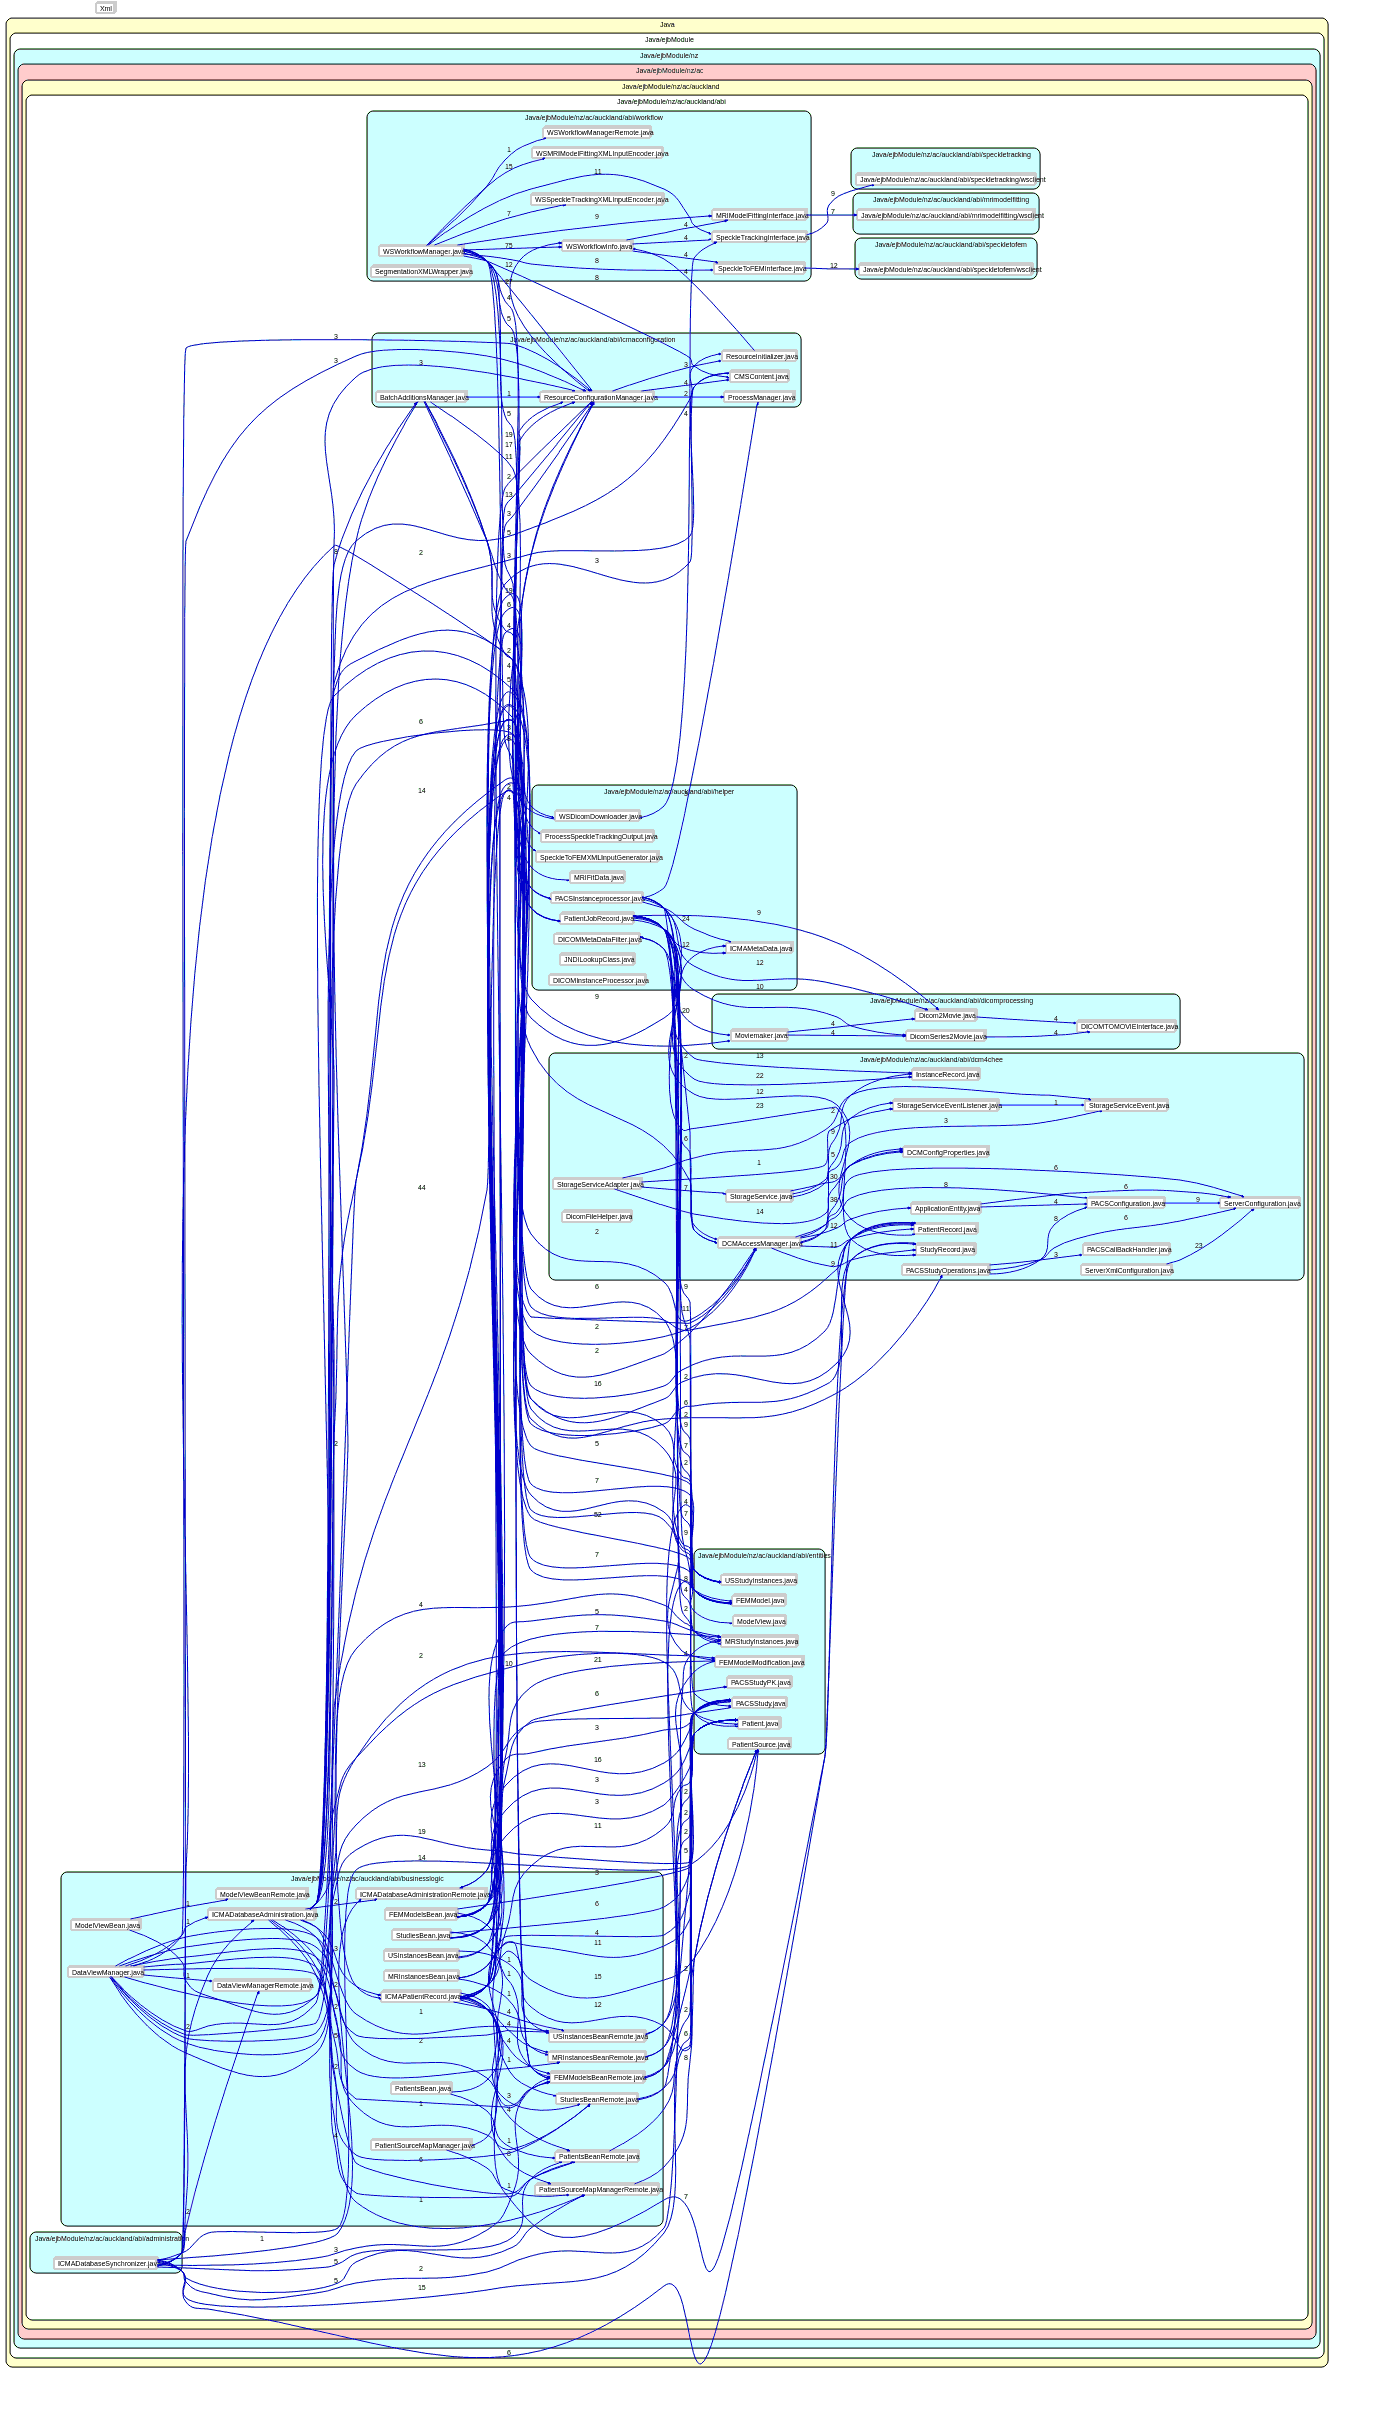 Xml
Java
Java/ejbModule
Java/ejbModule/nz
Java/ejbModule/nz/ac
Java/ejbModule/nz/ac/auckland
Java/ejbModule/nz/ac/auckland/abi
Java/ejbModule/nz/ac/auckland/abi/workflow
WSWorkflowManagerRemote.java
WSMRIModelFittingXMLInputEncoder.java
WSSpeckleTrackingXMLInputEncoder.java
MRIModelFittingInterface.java
SpeckleTrackingInterface.java
WSWorkflowInfo.java
WSWorkflowManager.java
SpeckleToFEMInterface.java
SegmentationXMLWrapper.java
Java/ejbModule/nz/ac/auckland/abi/speckletracking
Java/ejbModule/nz/ac/auckland/abi/speckletracking/wsclient
Java/ejbModule/nz/ac/auckland/abi/mrimodelfitting
Java/ejbModule/nz/ac/auckland/abi/mrimodelfitting/wsclient
Java/ejbModule/nz/ac/auckland/abi/speckletofem
Java/ejbModule/nz/ac/auckland/abi/speckletofem/wsclient
1
15
11
7
9
75
12
8
8
4
4
4
4
9
7
12
Java/ejbModule/nz/ac/auckland/abi/icmaconfiguration
ResourceInitializer.java
CMSContent.java
BatchAdditionsManager.java
ResourceConfigurationManager.java
ProcessManager.java
3
3
3
1
3
4
2
4
5
19
17
11
2
13
3
5
3
2
3
6
4
2
4
5
6
14
Java/ejbModule/nz/ac/auckland/abi/helper
WSDicomDownloader.java
ProcessSpeckleTrackingOutput.java
SpeckleToFEMXMLInputGenerator.java
MRIFitData.java
PACSInstanceprocessor.java
PatientJobRecord.java
DICOMMetaDataFilter.java
ICMAMetaData.java
JNDILookupClass.java
DICOMInstanceProcessor.java
24
12
9
12
10
9
20
Java/ejbModule/nz/ac/auckland/abi/dicomprocessing
Dicom2Movie.java
DICOMTOMOVIEInterface.java
Moviemaker.java
DicomSeries2Movie.java
4
4
4
4
Java/ejbModule/nz/ac/auckland/abi/dcm4chee
InstanceRecord.java
StorageServiceEventListener.java
StorageServiceEvent.java
DCMConfigProperties.java
StorageServiceAdapter.java
StorageService.java
PACSConfiguration.java
ServerConfiguration.java
ApplicationEntity.java
DicomFileHelper.java
PatientRecord.java
DCMAccessManager.java
StudyRecord.java
PACSCallBackHandler.java
PACSStudyOperations.java
ServerXmlConfiguration.java
13
22
12
23
1
14
2
1
3
6
8
6
4
9
8
6
3
23
12
11
9
44
2
6
2
2
16
5
7
52
7
Java/ejbModule/nz/ac/auckland/abi/entities
USStudyInstances.java
FEMModel.java
ModelView.java
MRStudyInstances.java
FEMModelModification.java
PACSStudyPK.java
PACSStudy.java
Patient.java
PatientSource.java
4
5
7
2
21
10
6
3
13
16
3
3
11
19
14
Java/ejbModule/nz/ac/auckland/abi/businesslogic
ModelViewBeanRemote.java
ICMADatabaseAdministrationRemote.java
ICMADatabaseAdministration.java
FEMModelsBean.java
ModelViewBean.java
StudiesBean.java
USInstancesBean.java
DataViewManager.java
MRInstancesBean.java
DataViewManagerRemote.java
ICMAPatientRecord.java
USInstancesBeanRemote.java
MRInstancesBeanRemote.java
FEMModelsBeanRemote.java
PatientsBean.java
StudiesBeanRemote.java
PatientSourceMapManager.java
PatientsBeanRemote.java
PatientSourceMapManagerRemote.java
6
4
11
15
12
1
2
1
6
1
7
Java/ejbModule/nz/ac/auckland/abi/administration
ICMADatabaseSynchronizer.java
1
3
5
5
2
15
6